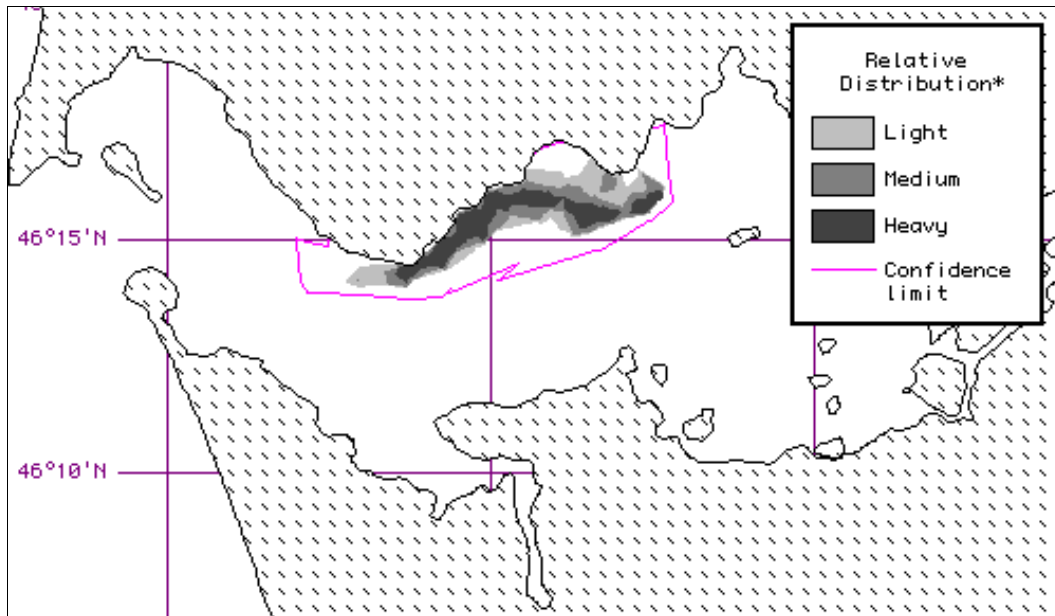 Relative
Distribution*
Light
Medium
Heavy
Confidence
limit
46°15'N
46°10'N